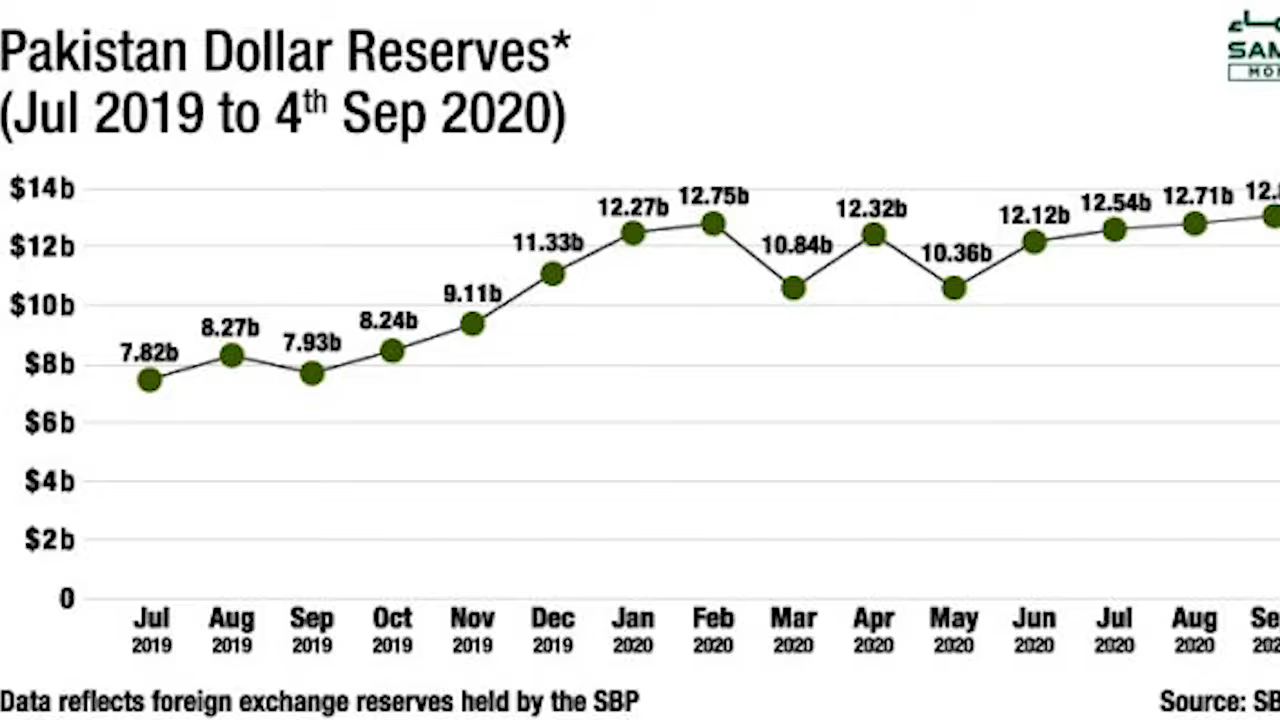 Pakistan Dollar Reserves*
(Jul 2019 to 4th Sep 2020)
$14b
$12b
$10b
$8b
$6b
$4b
$2b
0
7.82b
8.27b
7.93b
8.24b
9.11b
11.33b
12.27b
12.75b
10.84b
12.32b
10.36b
12.12b
12.54b
12.71b
Jul Aug Sep Oct Nov Dec Jan Feb Mar Apr May Jun Jul Aug
2019 2019 2019 2019 2019 2019 2020 2020 2020 2020 2020 2020 2020 2020
Data reflects foreign exchange reserves held by the SBP
Source: